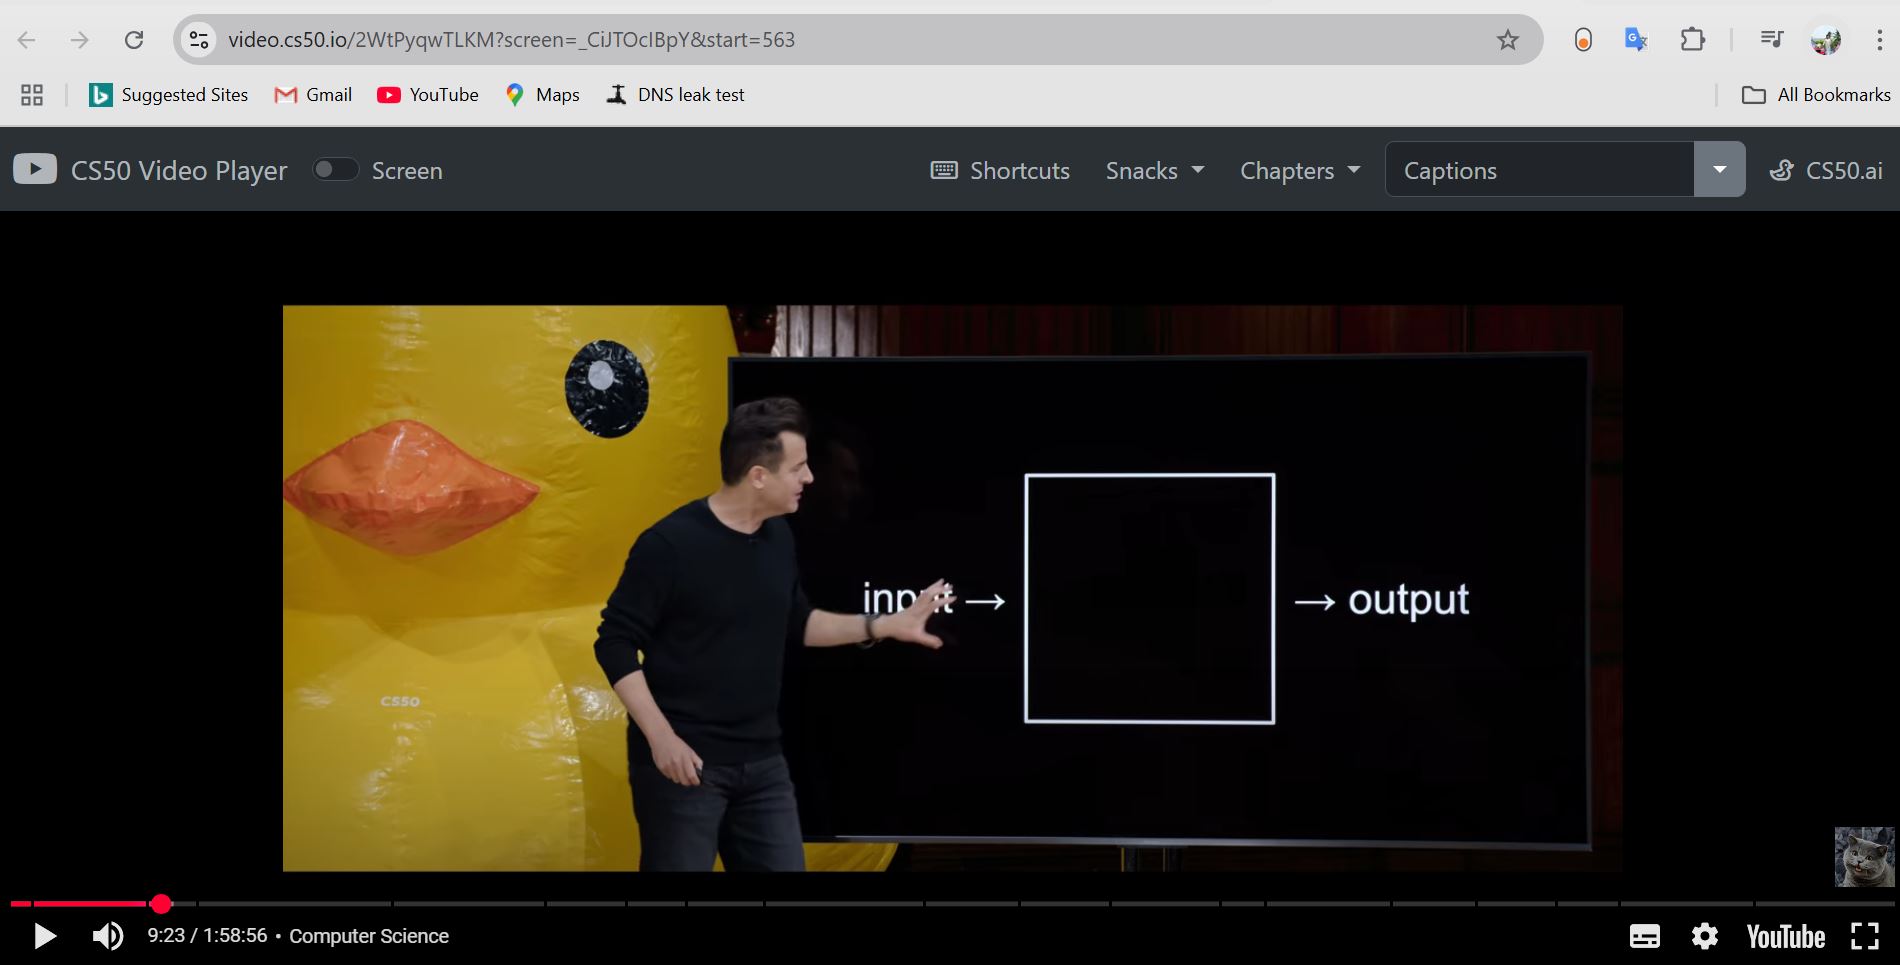 video.cs50.io/2WtPyqwTLKM?screen=_CiJTOcIBpY&start=563
Suggested Sites Gmail YouTube Maps DNS leak test All Bookmarks
CS50 Video Player Screen Shortcuts Snacks Chapters Captions CS50.ai
input → → output
CS50
9:23 / 1:58:56 • Computer Science YouTube